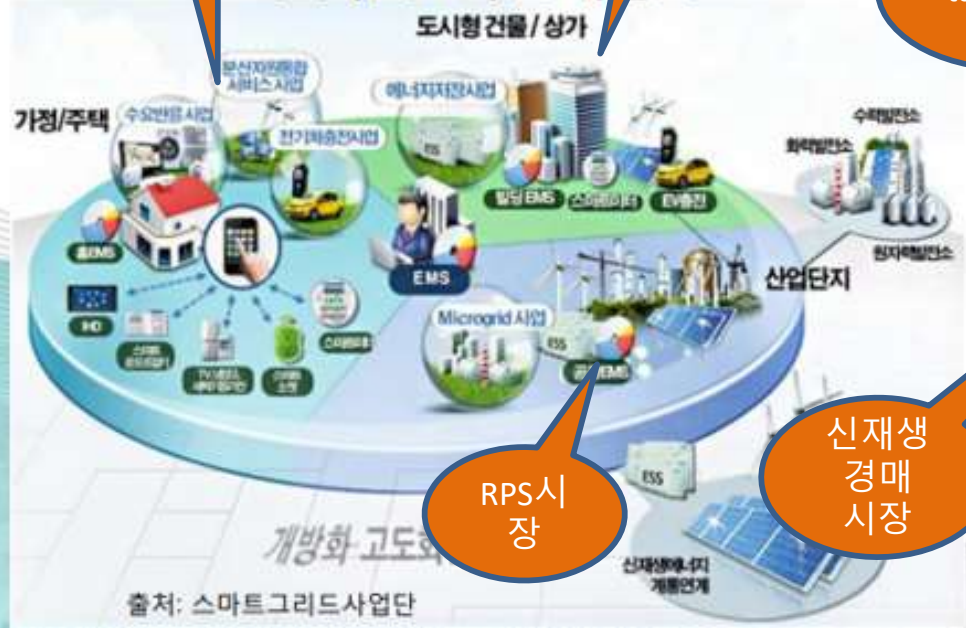 도시형 건물 / 상가
분산자원통합
서비스사업
가정/주택
수요반응 사업
전기차충전사업
에너지저장사업
ESS
빌딩 EMS
스마트미터
EV충전
수력발전소
화력발전소
원자력발전소
홈EMS
EMS
산업단지
IHD
Microgrid 사업
ESS
공장EMS
스마트미터
RPS시
장
신재생
경매
시장
ESS
개방화 고도화
신재생에너지
계통연계
출처: 스마트그리드사업단